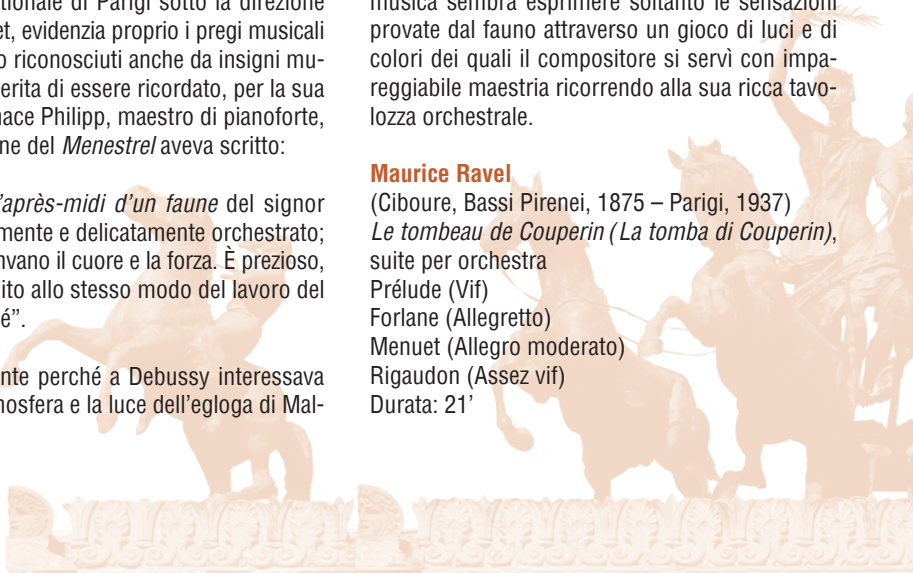 tionale di Parigi sotto la direzione
et, evidenzia proprio i pregi musicali
o riconosciuti anche da insigni mu-
erita di essere ricordato, per la sua
nace Philipp, maestro di pianoforte,
ne del Menestrel aveva scritto:
'après-midi d'un faune del signor
mente e delicatamente orchestrato;
nvano il cuore e la forza. È prezioso,
ito allo stesso modo del lavoro del
é".
nte perché a Debussy interessava
nosfera e la luce dell'egloga di Mal-
musica sembra esprimere soltanto le sensazioni
provate dal fauno attraverso un gioco di luci e di
colori dei quali il compositore si servì con impa-
reggiabile maestria ricorrendo alla sua ricca tavo-
lozza orchestrale.
Maurice Ravel
(Ciboure, Bassi Pirenei, 1875 – Parigi, 1937)
Le tombeau de Couperin (La tomba di Couperin),
suite per orchestra
Prélude (Vif)
Forlane (Allegretto)
Menuet (Allegro moderato)
Rigaudon (Assez vif)
Durata: 21'